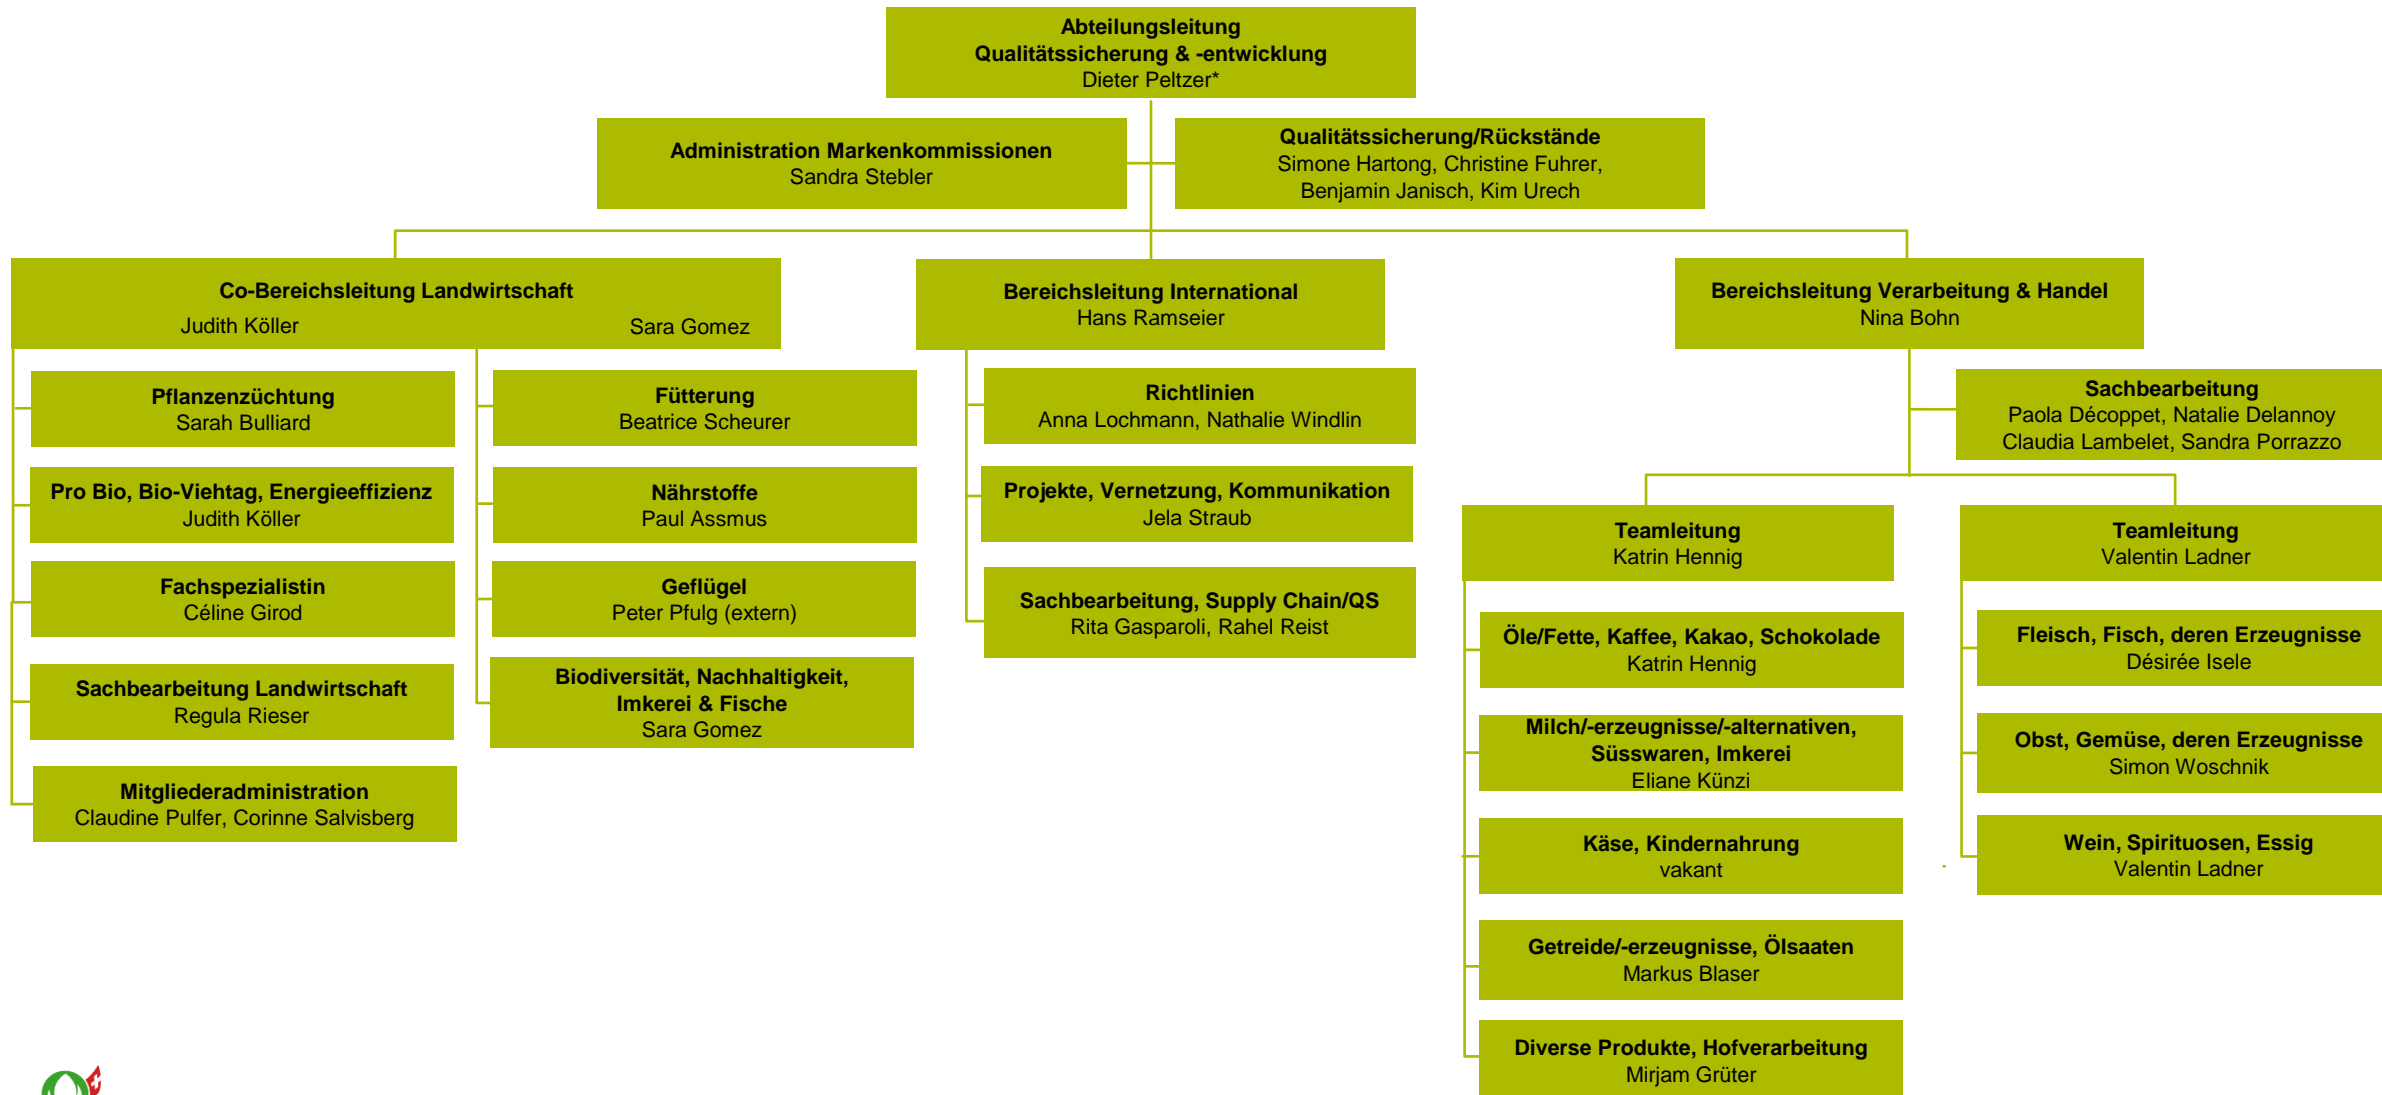 Abteilungsleitung
Qualitätssicherung & -entwicklung
Dieter Peltzer*
Administration Markenkommissionen
Sandra Stebler
Qualitätssicherung/Rückstände
Simone Hartong, Christine Fuhrer,
Benjamin Janisch, Kim Urech
Co-Bereichsleitung Landwirtschaft
Judith Köller
Sara Gomez
Pflanzenzüchtung
Sarah Bulliard
Pro Bio, Bio-Viehtag, Energieeffizienz
Judith Köller
Fachspezialistin
Céline Girod
Sachbearbeitung Landwirtschaft
Regula Rieser
Mitgliederadministration
Claudine Pulfer, Corinne Salvisberg
Fütterung
Beatrice Scheurer
Nährstoffe
Paul Assmus
Geflügel
Peter Pfulg (extern)
Biodiversität, Nachhaltigkeit,
Imkerei & Fische
Sara Gomez
Bereichsleitung International
Hans Ramseier
Richtlinien
Anna Lochmann, Nathalie Windlin
Projekte, Vernetzung, Kommunikation
Jela Straub
Sachbearbeitung, Supply Chain/QS
Rita Gasparoli, Rahel Reist
Bereichsleitung Verarbeitung & Handel
Nina Bohn
Sachbearbeitung
Paola Décoppet, Natalie Delannoy
Claudia Lambelet, Sandra Porrazzo
Teamleitung
Katrin Hennig
Öle/Fette, Kaffee, Kakao, Schokolade
Katrin Hennig
Milch/-erzeugnisse/-alternativen,
Süsswaren, Imkerei
Eliane Künzi
Käse, Kindernahrung
vakant
Getreide/-erzeugnisse, Ölsaaten
Markus Blaser
Diverse Produkte, Hofverarbeitung
Mirjam Grüter
Teamleitung
Valentin Ladner
Fleisch, Fisch, deren Erzeugnisse
Désirée Isele
Obst, Gemüse, deren Erzeugnisse
Simon Woschnik
Wein, Spirituosen, Essig
Valentin Ladner